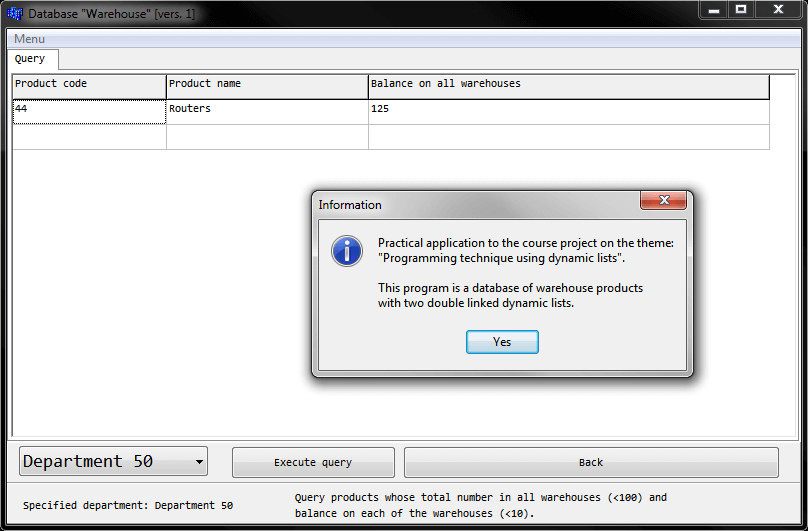 Database "Warehouse" [vers. 1]
Menu
Query
Product code Product name Balance on all warehouses
44 Routers 125
Information
Practical application to the course project on the theme:
"Programming technique using dynamic lists".
This program is a database of warehouse products
with two double linked dynamic lists.
Yes
Department 50 Execute query Back
Specified department: Department 50
Query products whose total number in all warehouses (<100) and
balance on each of the warehouses (<10).